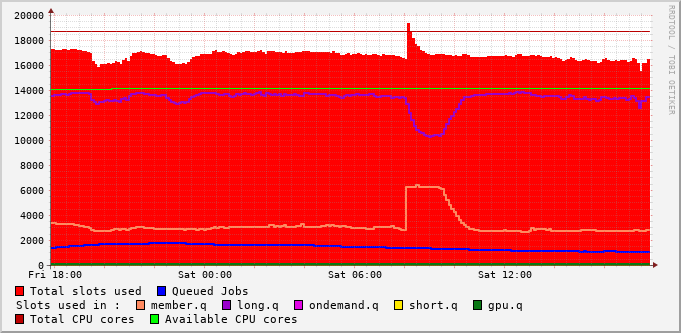 20000
18000
16000
14000
12000
10000
8000
6000
4000
2000
0
Fri 18:00 Sat 00:00 Sat 06:00 Sat 12:00
Total slots used Queued Jobs
Slots used in : member.q long.q ondemand.q short.q gpu.q
Total CPU cores Available CPU cores
RRDTOOL / TOBI OETIKER